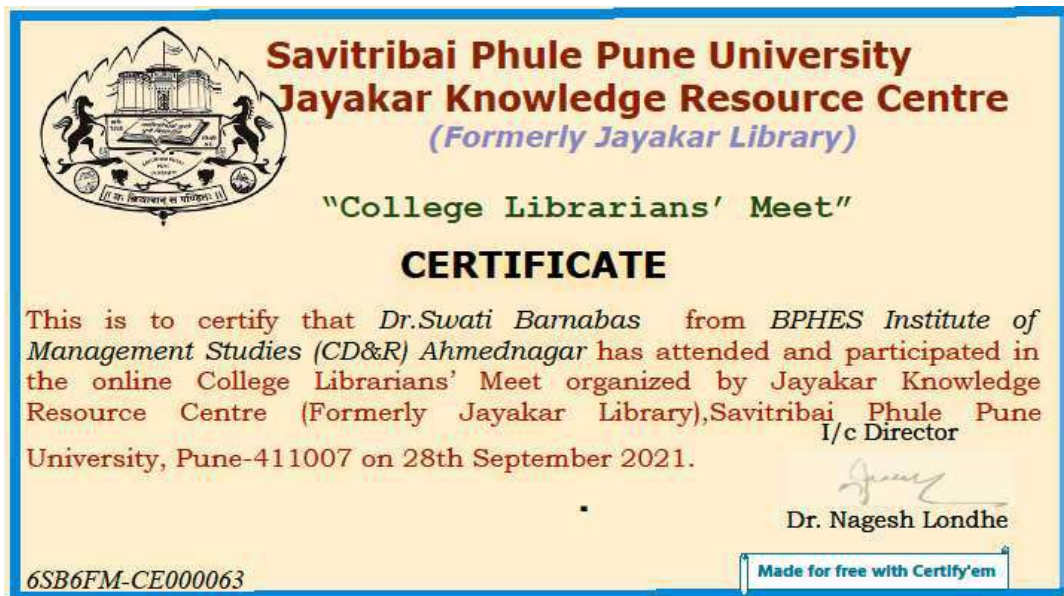 Savitribai Phule Pune University
Jayakar Knowledge Resource Centre
(Formerly Jayakar Library)
।। यः क्रियावान् स पण्डितः ।।
“College Librarians’ Meet”
CERTIFICATE
This is to certify that Dr.Swati Barnabas from BPHES Institute of
Management Studies (CD&R) Ahmednagar has attended and participated in
the online College Librarians’ Meet organized by Jayakar Knowledge
Resource Centre (Formerly Jayakar Library),Savitribai Phule Pune
University, Pune-411007 on 28th September 2021.
I/c Director
Dr. Nagesh Londhe
6SB6FM-CE000063
Made for free with Certify'em